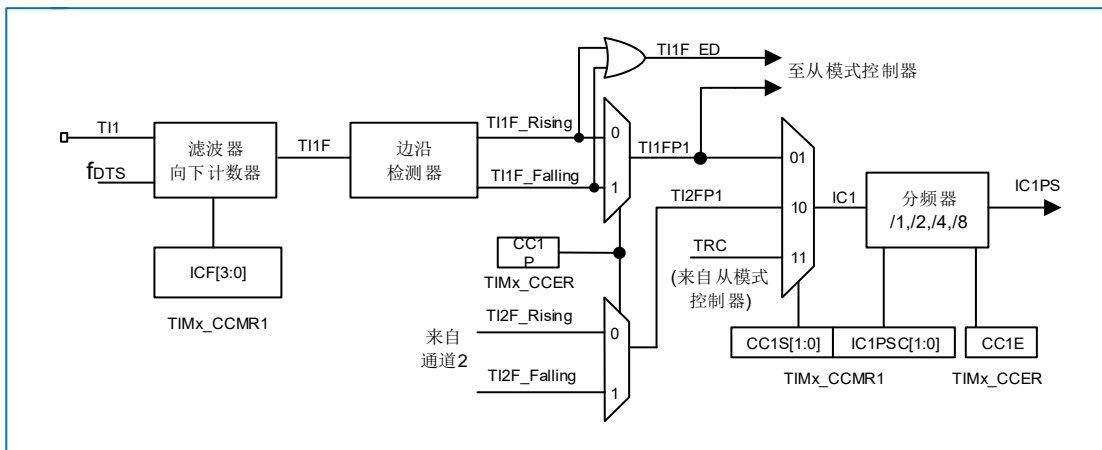 TI1F_ED
至从模式控制器
TI1
fDTS
滤波器
向下计数器
TI1F
边沿
检测器
TI1F_Rising
TI1F_Falling
0
1
TI1FP1
TI2FP1
TRC
(来自从模式
控制器)
01
10
11
IC1
分频器
/1,/2,/4,/8
IC1PS
ICF[3:0]
TIMx_CCMR1
CC1
P
TIMx_CCER
来自
通道2
TI2F_Rising
TI2F_Falling
0
1
CC1S[1:0]
IC1PSC[1:0]
CC1E
TIMx_CCMR1
TIMx_CCER